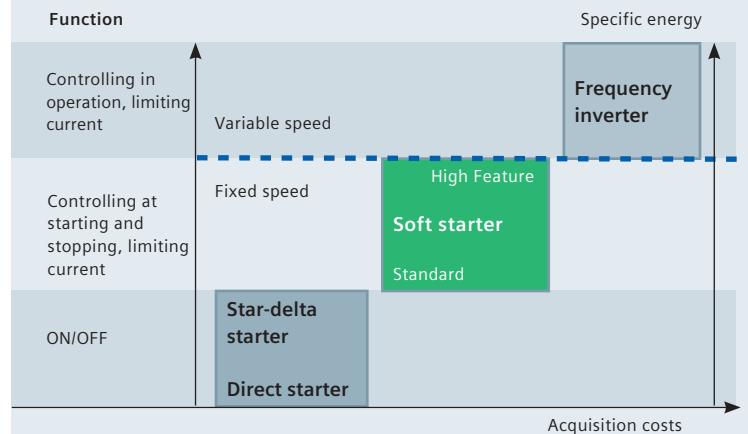 Function
Specific energy
Controlling in
operation, limiting
current
Variable speed
Frequency
inverter
Fixed speed
Controlling at
starting and
stopping, limiting
current
High Feature
Soft starter
Standard
ON/OFF
Star-delta
starter
Direct starter
Acquisition costs